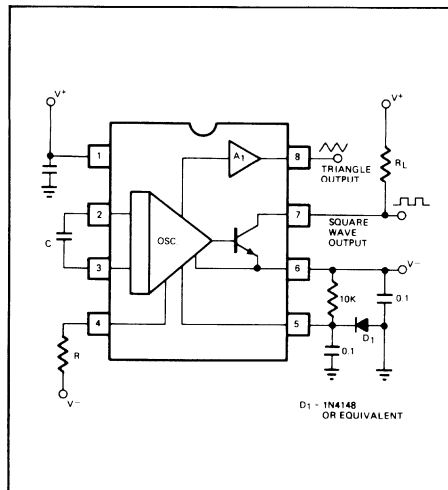 V+
V+
1
A1
8
TRIANGLE
OUTPUT
RL
2
7
SQUARE
WAVE
OUTPUT
C
OSC.
3
6
V−
10K
0.1
4
5
D1
R
0.1
V−
D1 - 1N4148
OR EQUIVALENT